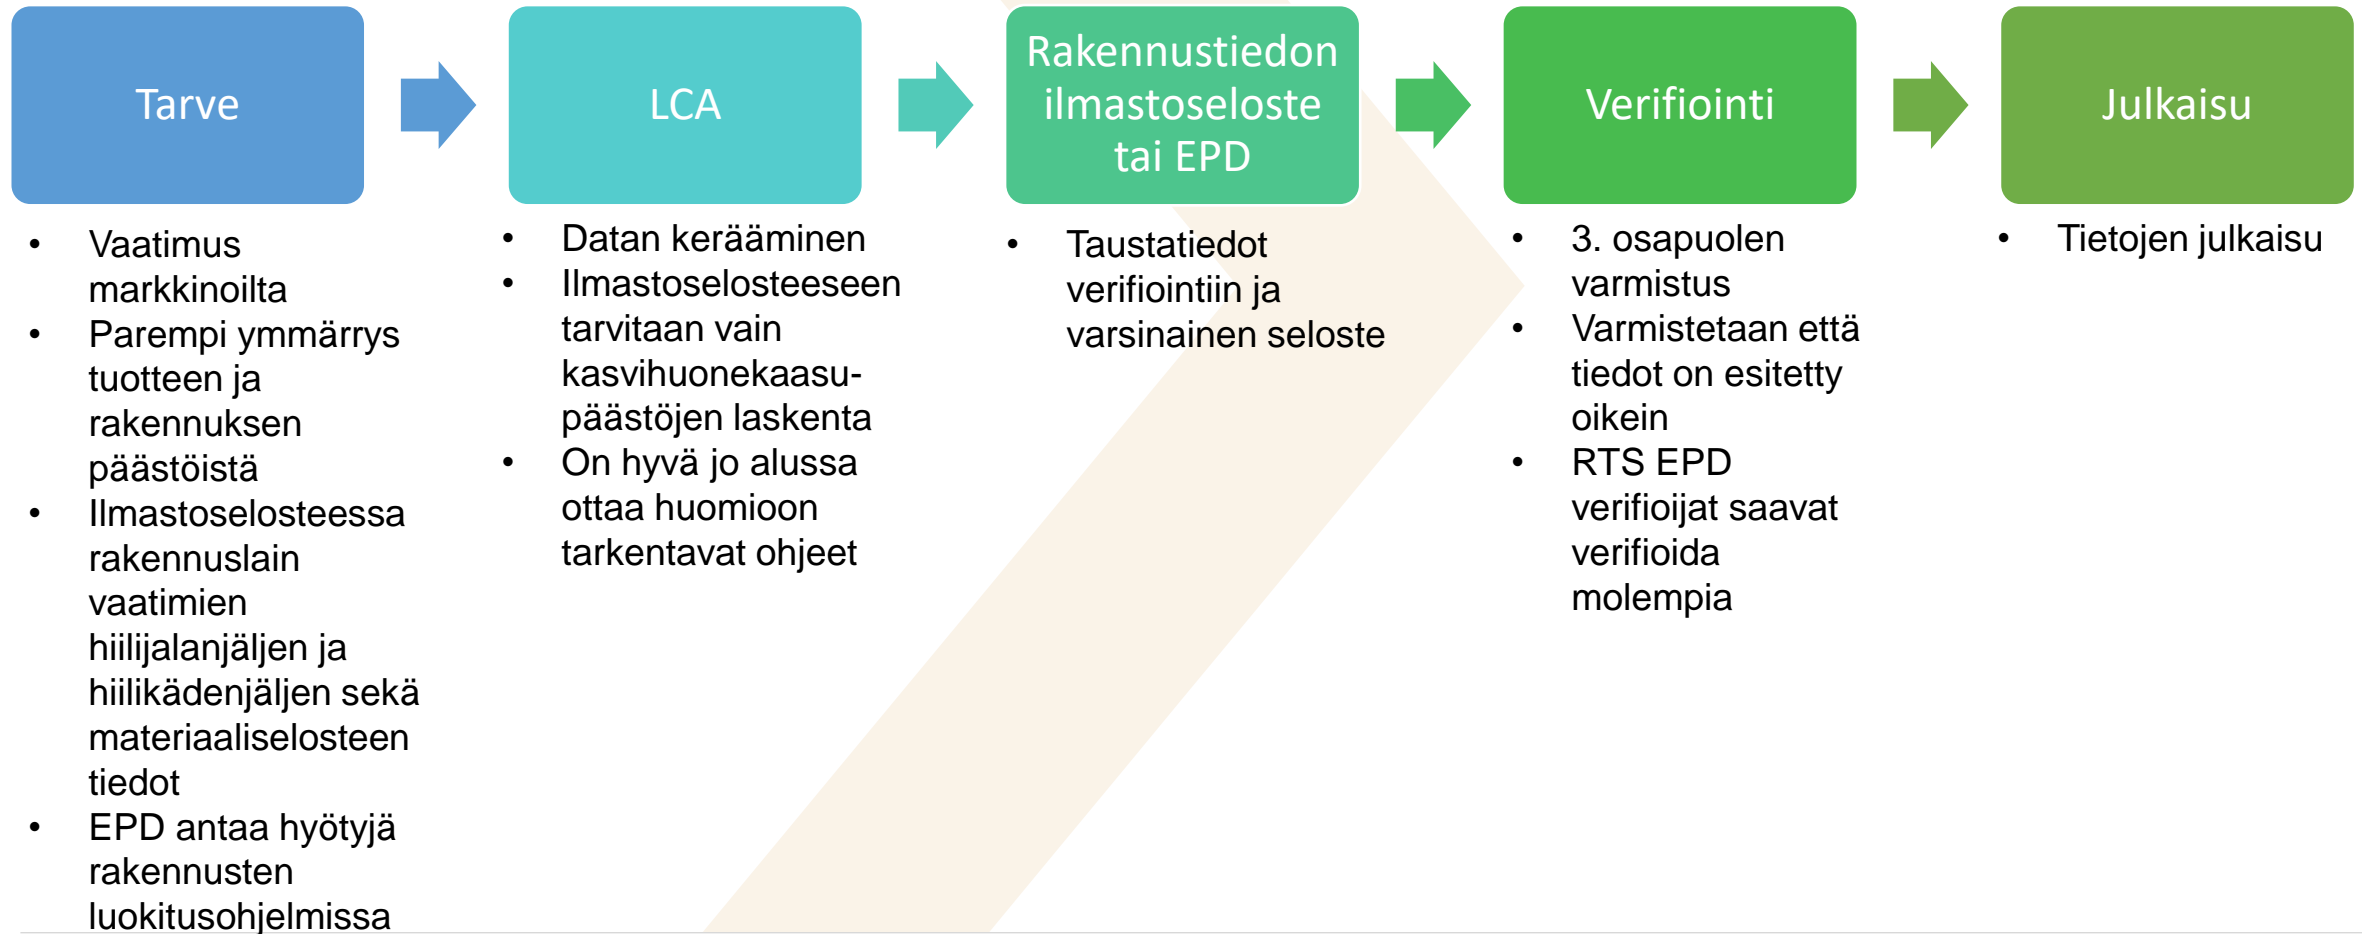 Tarve
LCA
Rakennustiedon
ilmastoseloste
tai EPD
Verifiointi
Julkaisu
• Vaatimus
markkinoilta
• Parempi ymmärrys
tuotteen ja
rakennuksen
päästöistä
• Ilmastoselosteessa
rakennuslain
vaatimien
hiilijalanjäljen ja
hiilikädenjäljen sekä
materiaaliselosteen
tiedot
• EPD antaa hyötyjä
rakennusten
luokitusohjelmissa
• Datan kerääminen
• Ilmastoselosteeseen
tarvitaan vain
kasvihuonekaasu-
päästöjen laskenta
• On hyvä jo alussa
ottaa huomioon
tarkentavat ohjeet
• Taustatiedot
verifiointiin ja
varsinainen seloste
• 3. osapuolen
varmistus
• Varmistetaan että
tiedot on esitetty
oikein
• RTS EPD
verifioijat saavat
verifioida
molempia
• Tietojen julkaisu